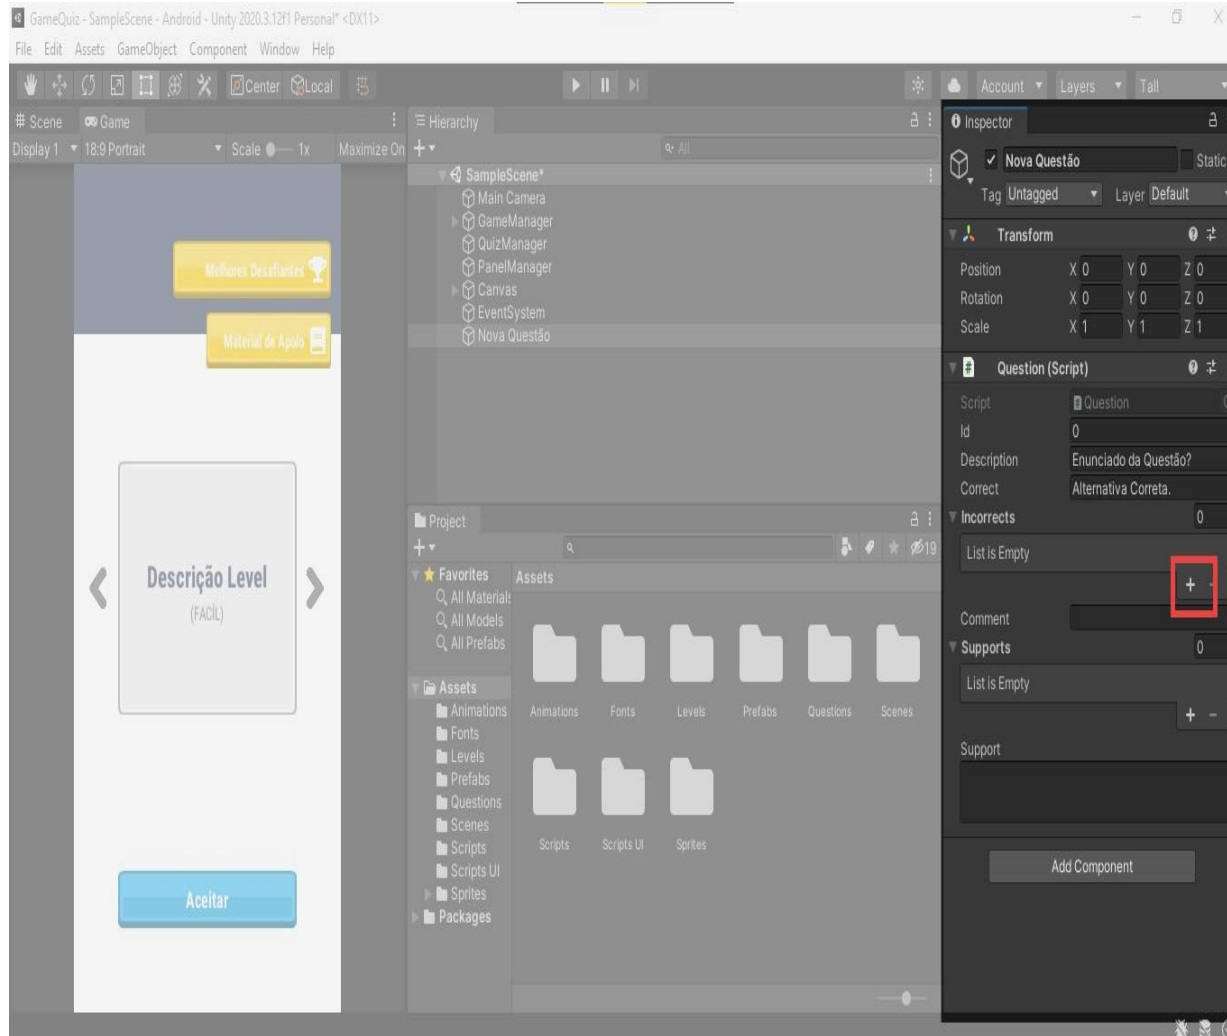 GameQuiz - SampleScene - Android - Unity 2020.3.12f1 Personal* <DX11>
File Edit Assets GameObject Component Window Help
Center Local
Account Layers Tall
Scene Game
Display 1 18:9 Portrait Scale 1x Maximize On
Melhores Desafiantes
Material de Apoio
Descrição Level
(FACÍL)
Aceitar
Hierarchy
All
SampleScene*
Main Camera
GameManager
QuizManager
PanelManager
Canvas
EventSystem
Nova Questão
Project
19
Favorites
All Materials
All Models
All Prefabs
Assets
Animations
Fonts
Levels
Prefabs
Questions
Scenes
Scripts
Scripts UI
Sprites
Packages
Assets
Animations Fonts Levels Prefabs Questions Scenes
Scripts Scripts UI Sprites
Inspector
Nova Questão Static
Tag Untagged Layer Default
Transform
Position X 0 Y 0 Z 0
Rotation X 0 Y 0 Z 0
Scale X 1 Y 1 Z 1
Question (Script)
Script Question
Id 0
Description Enunciado da Questão?
Correct Alternativa Correta.
Incorrects 0
List is Empty
+ -
Comment
Supports 0
List is Empty
+ -
Support
Add Component